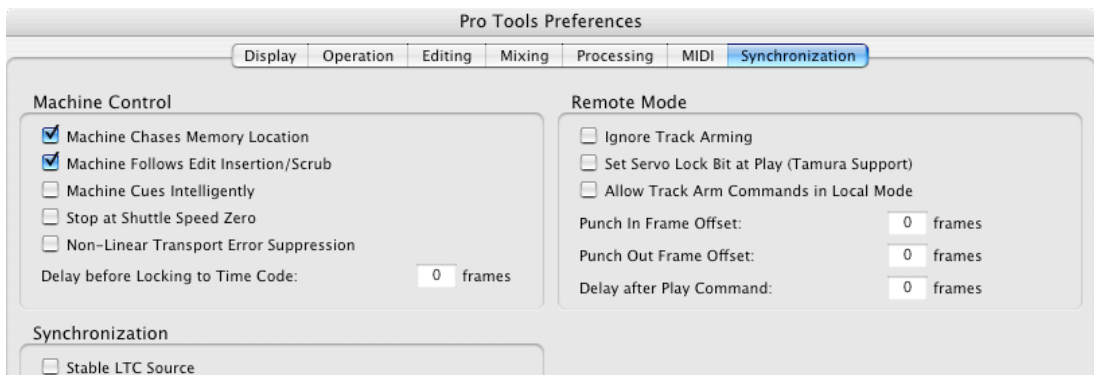 Pro Tools Preferences
Display Operation Editing Mixing Processing MIDI Synchronization
Machine Control
Machine Chases Memory Location
Machine Follows Edit Insertion/Scrub
Machine Cues Intelligently
Stop at Shuttle Speed Zero
Non-Linear Transport Error Suppression
Delay before Locking to Time Code: 0 frames
Remote Mode
Ignore Track Arming
Set Servo Lock Bit at Play (Tamura Support)
Allow Track Arm Commands in Local Mode
Punch In Frame Offset: 0 frames
Punch Out Frame Offset: 0 frames
Delay after Play Command: 0 frames
Synchronization
Stable LTC Source